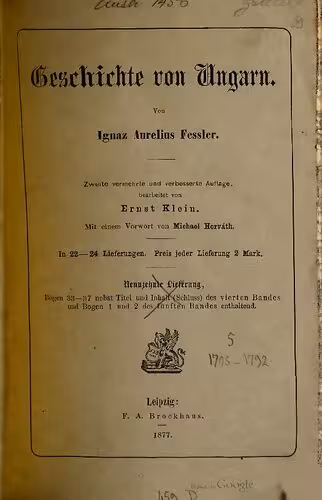 Geschichte von Ungarn.
Von
Ignaz Aurelius Fessler.
Zweite vermehrte und verbesserte Auflage,
bearbeitet von
Ernst Klein.
Mit einem Vorwort von Michael Horváth.
In 22—24 Lieferungen. Preis jeder Lieferung 2 Mark.
Neunzehnte Lieferung,
Bogen 33—37 nebst Titel und Inhalt (Schluss) des vierten Bandes
und Bogen 1 und 2 des fünften Bandes enthaltend.
5
1705-1792
Leipzig:
F. A. Brockhaus.
1877.
Google